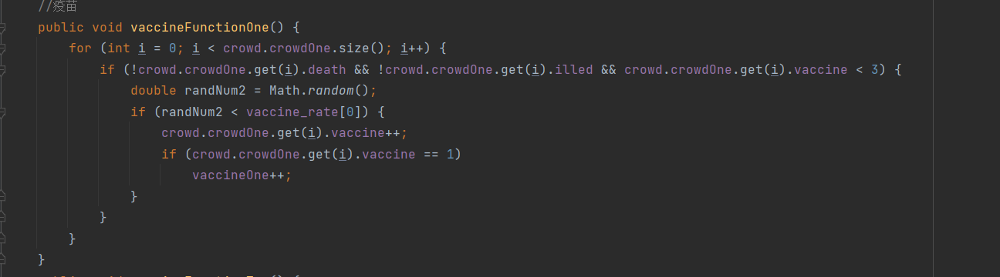 //疫苗
public void vaccineFunctionOne() {
for (int i = 0; i < crowd.crowdOne.size(); i++) {
if (!crowd.crowdOne.get(i).death && !crowd.crowdOne.get(i).illed && crowd.crowdOne.get(i).vaccine < 3) {
double randNum2 = Math.random();
if (randNum2 < vaccine_rate[0]) {
crowd.crowdOne.get(i).vaccine++;
if (crowd.crowdOne.get(i).vaccine == 1)
vaccineOne++;
}
}
}
}